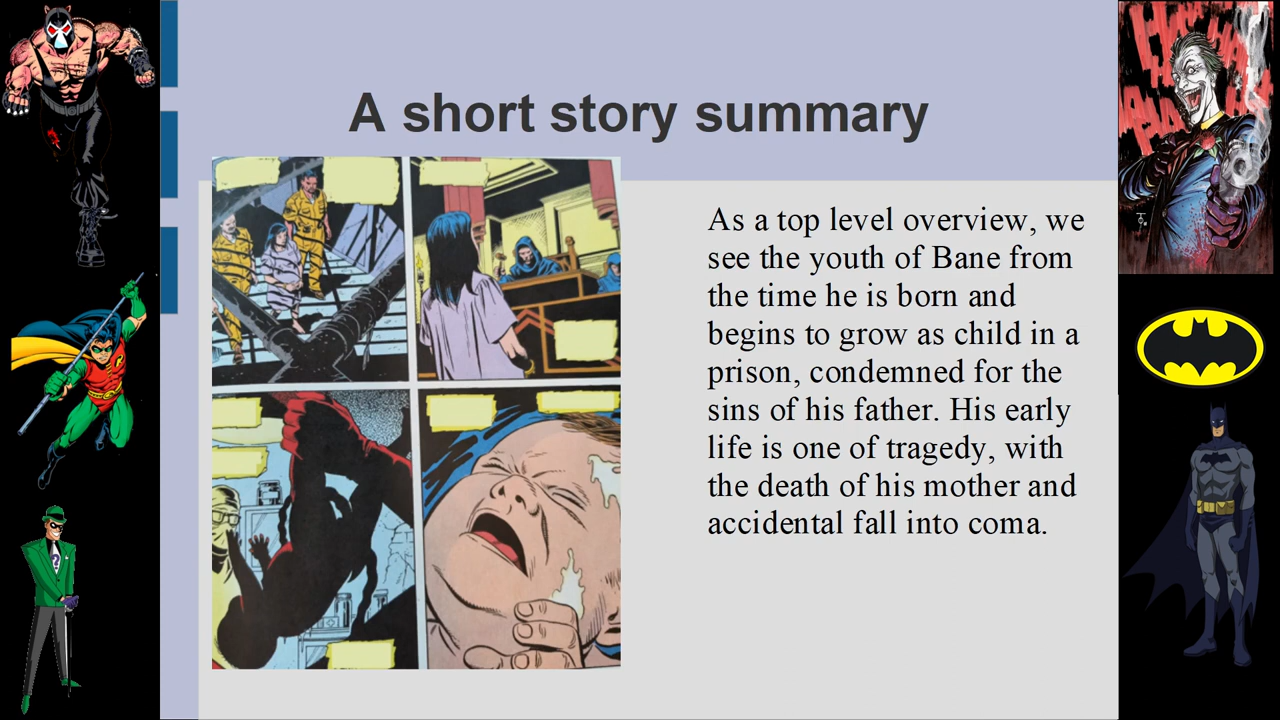 A short story summary
As a top level overview, we
see the youth of Bane from
the time he is born and
begins to grow as child in a
prison, condemned for the
sins of his father. His early
life is one of tragedy, with
the death of his mother and
accidental fall into coma.